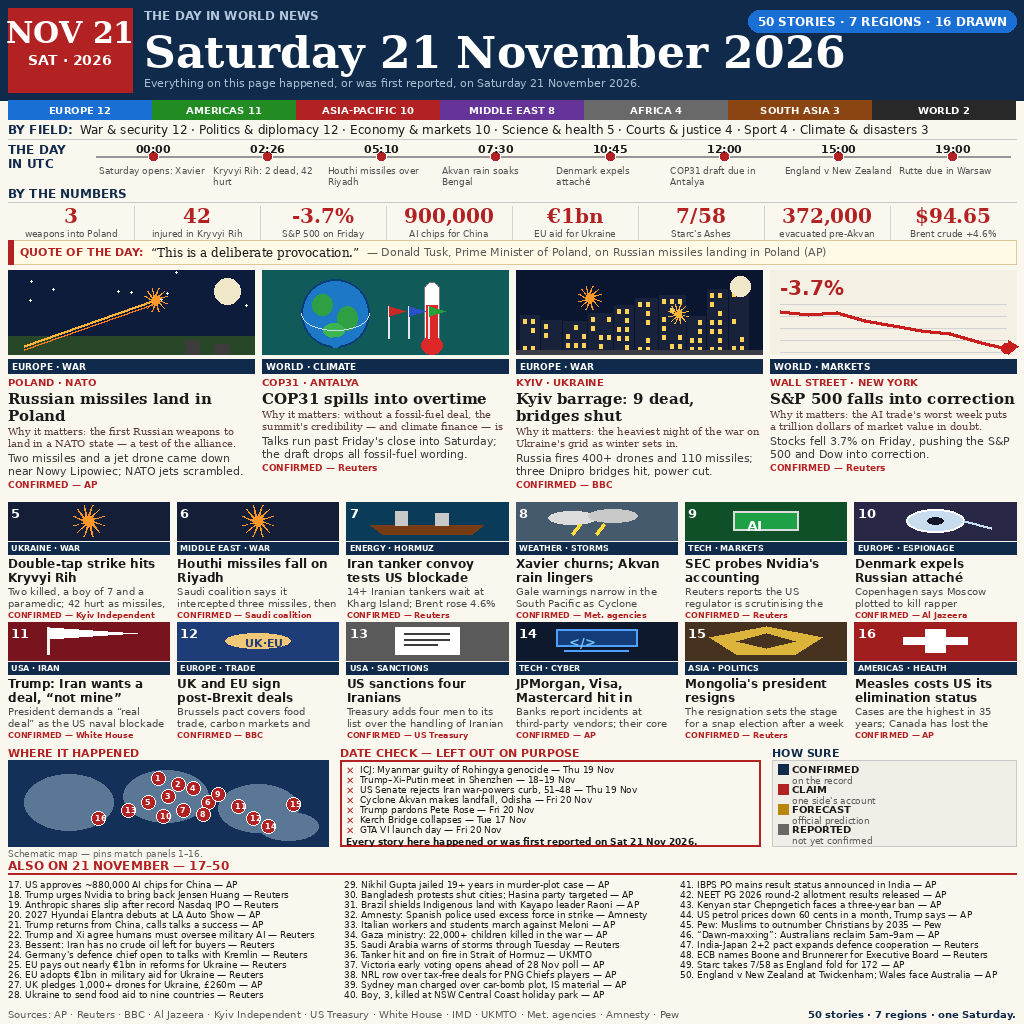 NOV 21
SAT · 2026
THE DAY IN WORLD NEWS
50 STORIES · 7 REGIONS · 16 DRAWN
Saturday 21 November 2026
Everything on this page happened, or was first reported, on Saturday 21 November 2026.
EUROPE 12
AMERICAS 11
ASIA-PACIFIC 10
MIDDLE EAST 8
AFRICA 4
SOUTH ASIA 3
WORLD 2
BY FIELD: War & security 12 · Politics & diplomacy 12 · Economy & markets 10 · Science & health 5 · Courts & justice 4 · Sport 4 · Climate & disasters 3
THE DAY
IN UTC
00:00
Saturday opens: Xavier
02:26
Kryvyi Rih: 2 dead, 42
hurt
05:10
Houthi missiles over
Riyadh
07:30
Akvan rain soaks
Bengal
10:45
Denmark expels
attaché
12:00
COP31 draft due in
Antalya
15:00
England v New Zealand
19:00
Rutte due in Warsaw
BY THE NUMBERS
3
weapons into Poland
42
injured in Kryvyi Rih
-3.7%
S&P 500 on Friday
900,000
AI chips for China
€1bn
EU aid for Ukraine
7/58
Starc's Ashes
372,000
evacuated pre-Akvan
$94.65
Brent crude +4.6%
QUOTE OF THE DAY: “This is a deliberate provocation.” — Donald Tusk, Prime Minister of Poland, on Russian missiles landing in Poland (AP)
EUROPE · WAR
POLAND · NATO
Russian missiles land in
Poland
Why it matters: the first Russian weapons to
land in a NATO state — a test of the alliance.
Two missiles and a jet drone came down
near Nowy Lipowiec; NATO jets scrambled.
CONFIRMED — AP
WORLD · CLIMATE
COP31 · ANTALYA
COP31 spills into overtime
Why it matters: without a fossil-fuel deal, the
summit's credibility — and climate finance — is
Talks run past Friday's close into Saturday;
the draft drops all fossil-fuel wording.
CONFIRMED — Reuters
EUROPE · WAR
KYIV · UKRAINE
Kyiv barrage: 9 dead,
bridges shut
Why it matters: the heaviest night of the war on
Ukraine's grid as winter sets in.
Russia fires 400+ drones and 110 missiles;
three Dnipro bridges hit, power cut.
CONFIRMED — BBC
-3.7%
WORLD · MARKETS
WALL STREET · NEW YORK
S&P 500 falls into correction
Why it matters: the AI trade's worst week puts
a trillion dollars of market value in doubt.
Stocks fell 3.7% on Friday, pushing the S&P
500 and Dow into correction.
CONFIRMED — Reuters
5
UKRAINE · WAR
Double-tap strike hits
Kryvyi Rih
Two killed, a boy of 7 and a
paramedic; 42 hurt as missiles,
CONFIRMED — Kyiv Independent
6
MIDDLE EAST · WAR
Houthi missiles fall on
Riyadh
Saudi coalition says it
intercepted three missiles, then
CONFIRMED — Saudi coalition
7
ENERGY · HORMUZ
Iran tanker convoy
tests US blockade
14+ Iranian tankers wait at
Kharg Island; Brent rose 4.6%
CONFIRMED — Reuters
8
WEATHER · STORMS
Xavier churns; Akvan
rain lingers
Gale warnings narrow in the
South Pacific as Cyclone
CONFIRMED — Met. agencies
9
AI
TECH · MARKETS
SEC probes Nvidia's
accounting
Reuters reports the US
regulator is scrutinising the
CONFIRMED — Reuters
10
EUROPE · ESPIONAGE
Denmark expels
Russian attaché
Copenhagen says Moscow
plotted to kill rapper
CONFIRMED — Al Jazeera
11
USA · IRAN
Trump: Iran wants a
deal, “not mine”
President demands a “real
deal” as the US naval blockade
CONFIRMED — White House
12
UK·EU
EUROPE · TRADE
UK and EU sign
post-Brexit deals
Brussels pact covers food
trade, carbon markets and
CONFIRMED — BBC
13
USA · SANCTIONS
US sanctions four
Iranians
Treasury adds four men to its
list over the handling of Iranian
CONFIRMED — US Treasury
14
</>
TECH · CYBER
JPMorgan, Visa,
Mastercard hit in
Banks report incidents at
third-party vendors; their core
CONFIRMED — AP
15
ASIA · POLITICS
Mongolia's president
resigns
The resignation sets the stage
for a snap election after a week
CONFIRMED — Reuters
16
AMERICAS · HEALTH
Measles costs US its
elimination status
Cases are the highest in 35
years; Canada has lost the
CONFIRMED — AP
WHERE IT HAPPENED
1
2
3
4
5
6
7
8
9
10
11
12
13
14
15
16
Schematic map — pins match panels 1–16.
DATE CHECK — LEFT OUT ON PURPOSE
× ICJ: Myanmar guilty of Rohingya genocide — Thu 19 Nov
× Trump–Xi–Putin meet in Shenzhen — 18–19 Nov
× US Senate rejects Iran war-powers curb, 51–48 — Thu 19 Nov
× Cyclone Akvan makes landfall, Odisha — Fri 20 Nov
× Trump pardons Pete Rose — Fri 20 Nov
× Kerch Bridge collapses — Tue 17 Nov
× GTA VI launch day — Fri 20 Nov
Every story here happened or was first reported on Sat 21 Nov 2026.
HOW SURE
CONFIRMED
on the record
CLAIM
one side's account
FORECAST
official prediction
REPORTED
not yet confirmed
ALSO ON 21 NOVEMBER — 17–50
17. US approves ~880,000 AI chips for China — AP
18. Trump urges Nvidia to bring back Jensen Huang — Reuters
19. Anthropic shares slip after record Nasdaq IPO — Reuters
20. 2027 Hyundai Elantra debuts at LA Auto Show — AP
21. Trump returns from China, calls talks a success — AP
22. Trump and Xi agree humans must oversee military AI — Reuters
23. Bessent: Iran has no crude oil left for buyers — Reuters
24. Germany's defence chief open to talks with Kremlin — Reuters
25. EU pays out nearly €1bn in reforms for Ukraine — Reuters
26. EU adopts €1bn in military aid for Ukraine — Reuters
27. UK pledges 1,000+ drones for Ukraine, £260m — Reuters
28. Ukraine to send food aid to nine countries — Reuters
29. Nikhil Gupta jailed 19+ years in murder-plot case — AP
30. Bangladesh protests shut cities; Hasina party targeted — AP
31. Brazil shields Indigenous land with Kayapo leader Raoni — AP
32. Amnesty: Spanish police used excess force in strike — Amnesty
33. Italian workers and students march against Meloni — AP
34. Gaza ministry: 22,000+ children killed in the war — AP
35. Saudi Arabia warns of storms through Tuesday — Reuters
36. Tanker hit and on fire in Strait of Hormuz — UKMTO
37. Victoria early voting opens ahead of 28 Nov poll — AP
38. NRL row over tax-free deals for PNG Chiefs players — AP
39. Sydney man charged over car-bomb plot, IS material — AP
40. Boy, 3, killed at NSW Central Coast holiday park — AP
41. IBPS PO mains result status announced in India — AP
42. NEET PG 2026 round-2 allotment results released — AP
43. Kenyan star Chepngetich faces a three-year ban — AP
44. US petrol prices down 60 cents in a month, Trump says — AP
45. Pew: Muslims to outnumber Christians by 2035 — Pew
46. “Dawn-maxxing”: Australians reclaim 5am–9am — AP
47. India-Japan 2+2 pact expands defence cooperation — Reuters
48. ECB names Boone and Brunnerer for Executive Board — Reuters
49. Starc takes 7/58 as England fold for 172 — AP
50. England v New Zealand at Twickenham; Wales face Australia — AP
Sources: AP · Reuters · BBC · Al Jazeera · Kyiv Independent · US Treasury · White House · IMD · UKMTO · Met. agencies · Amnesty · Pew
50 stories · 7 regions · one Saturday.